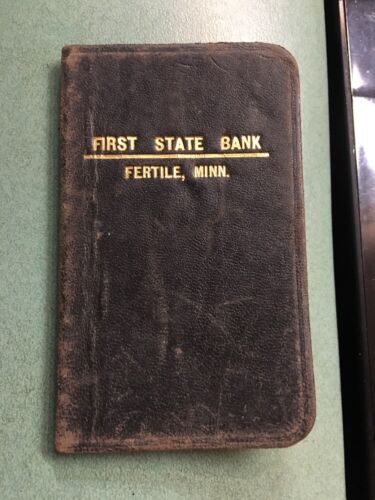 FIRST STATE BANK
FERTILE, MINN.